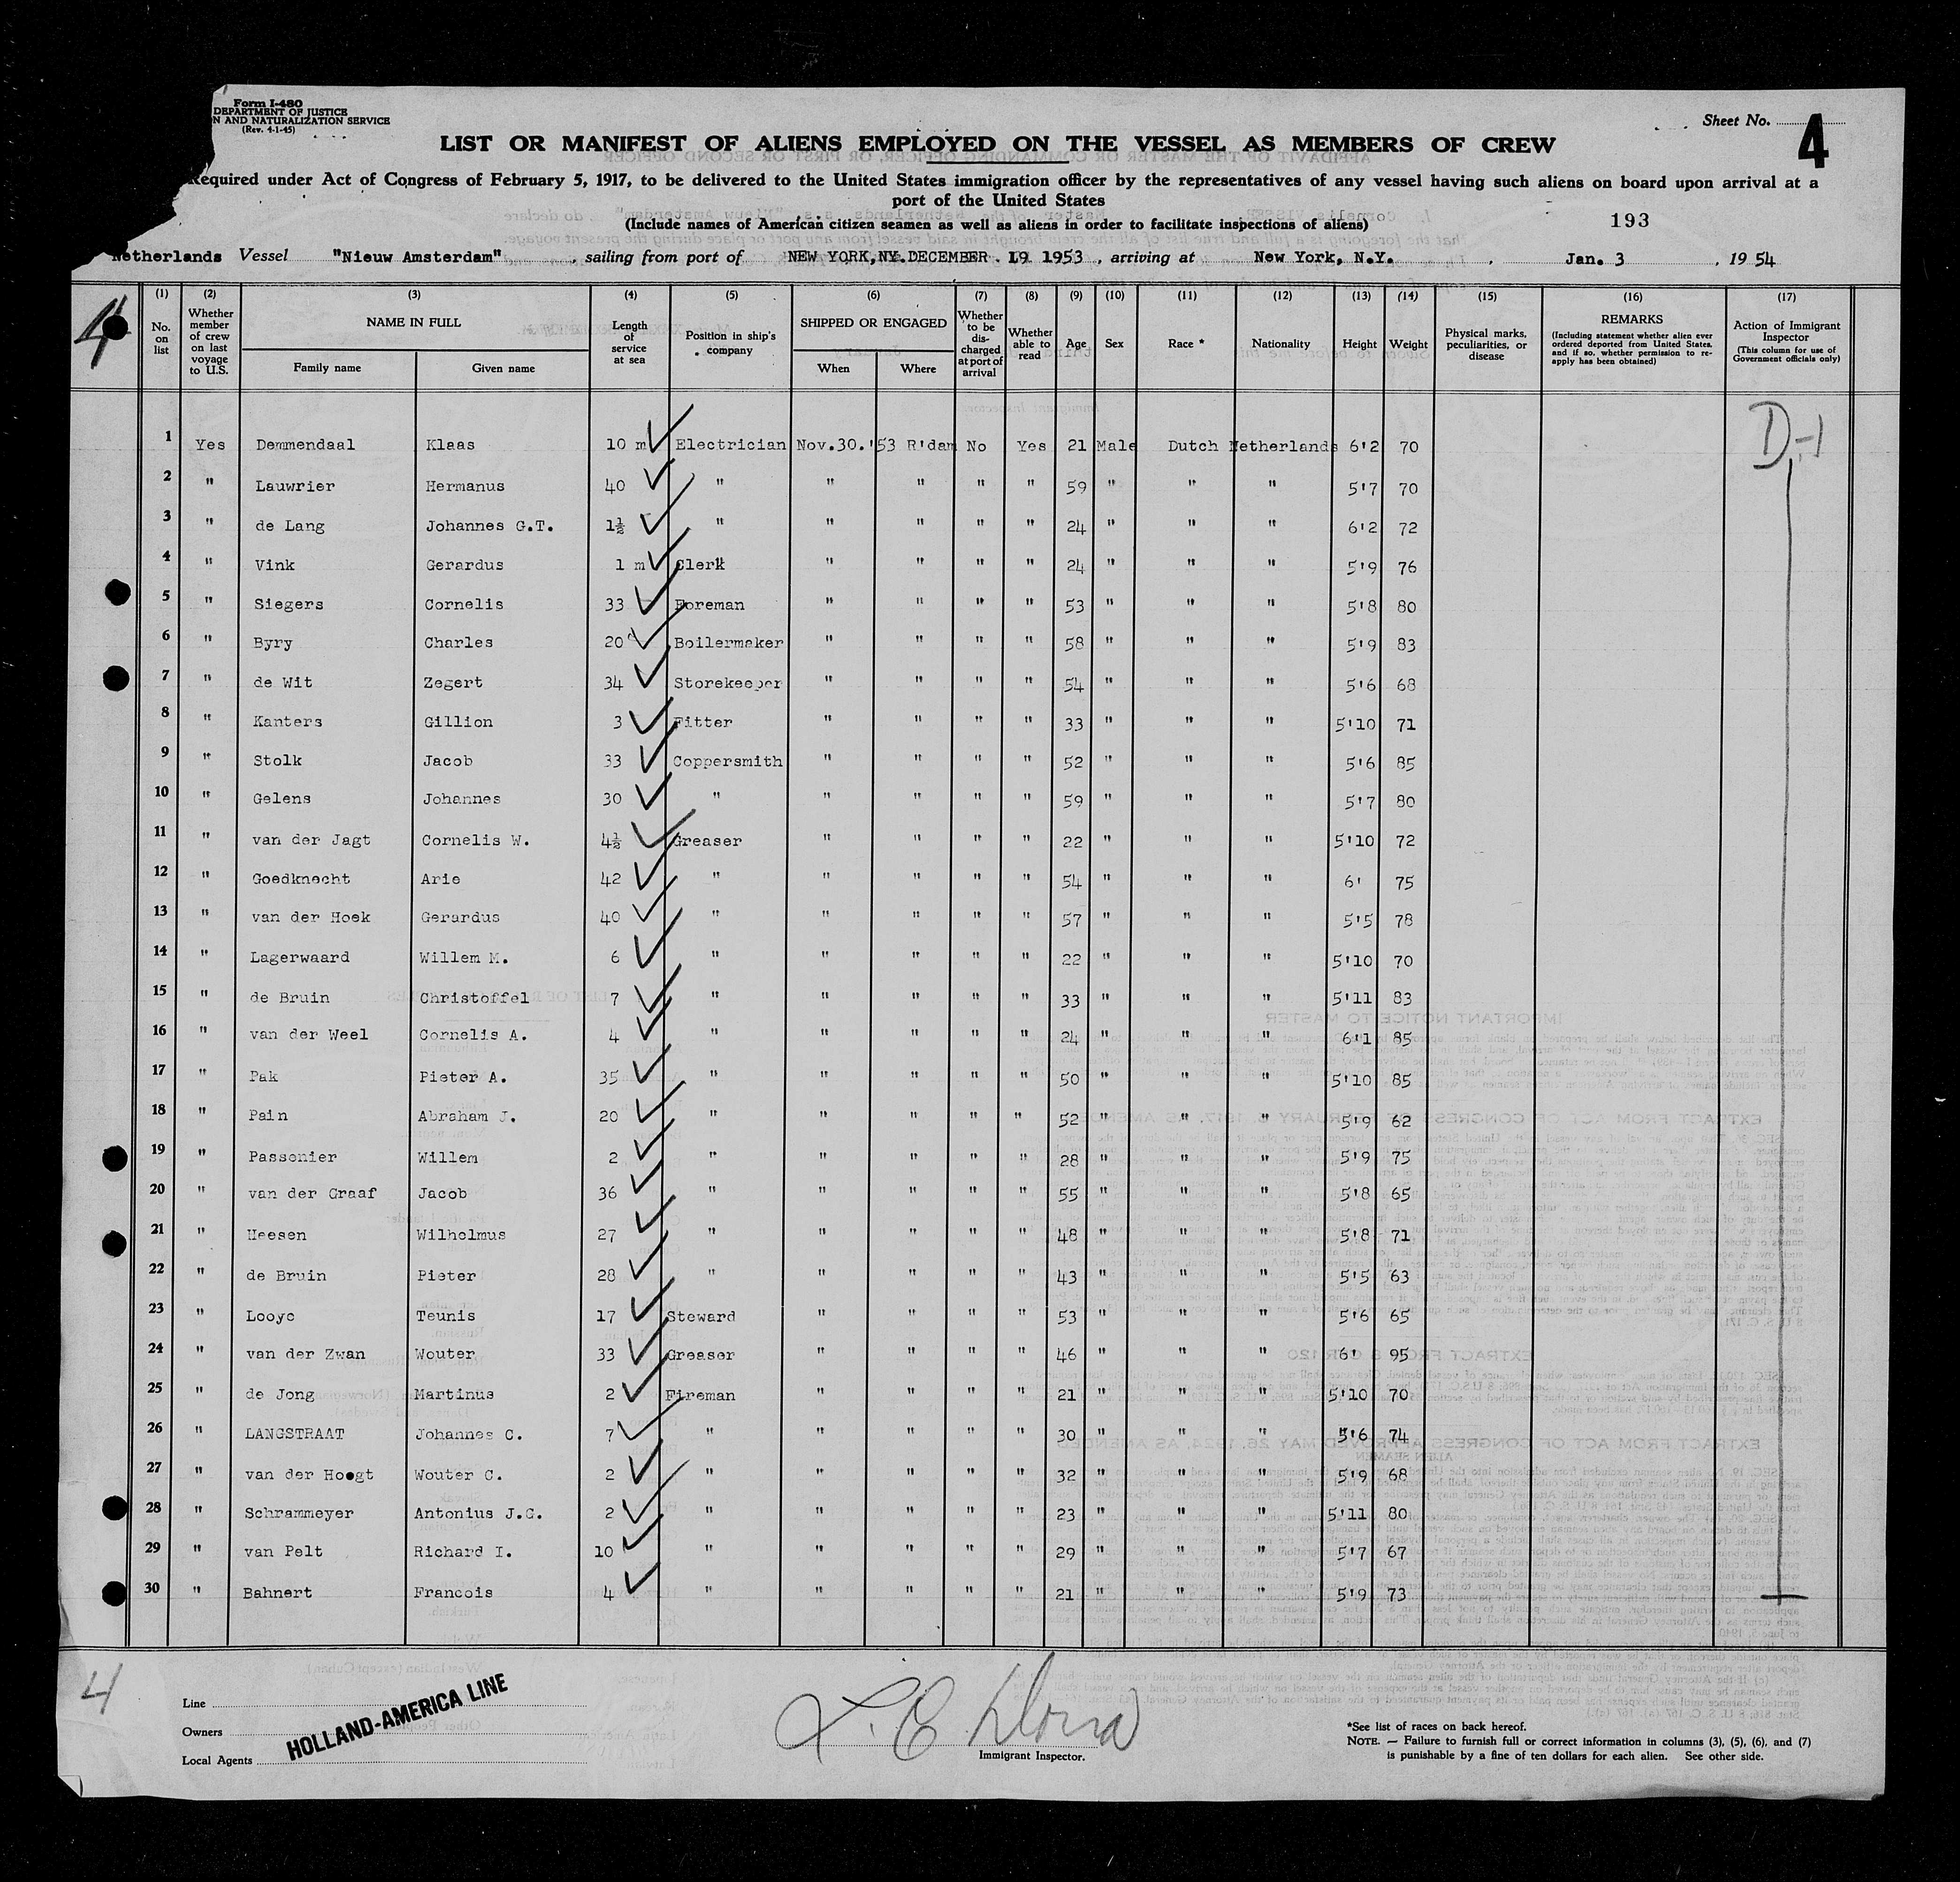 Form I-480
DEPARTMENT OF JUSTICE
N AND NATURALIZATION SERVICE
(Rev. 4-1-45)
Sheet No. 4
LIST OR MANIFEST OF ALIENS EMPLOYED ON THE VESSEL AS MEMBERS OF CREW
Required under Act of Congress of February 5, 1917, to be delivered to the United States immigration officer by the representatives of any vessel having such aliens on board upon arrival at a
port of the United States
(Include names of American citizen seamen as well as aliens in order to facilitate inspections of aliens)
193
Netherlands Vessel "Nieuw Amsterdam", sailing from port of NEW YORK,NY.DECEMBER. 19 1953, arriving at New York, N.Y., Jan. 3, 1954
4
(1) (2) (3) (4) (5) (6) (7) (8) (9) (10) (11) (12) (13) (14) (15) (16) (17)
No. on list
Whether member of crew on last voyage to U.S.
NAME IN FULL
Family name Given name
Length of service at sea
Position in ship's company
SHIPPED OR ENGAGED
When Where
Whether to be discharged at port of arrival
Whether able to read
Age
Sex
Race *
Nationality
Height
Weight
Physical marks, peculiarities, or disease
REMARKS
(Including statement whether alien ever ordered deported from United States, and if so, whether permission to reapply has been obtained)
Action of Immigrant Inspector
(This column for use of Government officials only)
D-1
1 Yes Demmendaal Klaas 10 m Electrician Nov.30.'53 R'dam No Yes 21 Male Dutch Netherlands 6'2 70
2 " Lauwrier Hermanus 40 " " " " " 59 " " " 5'7 70
3 " de Lang Johannes G.T. 1½ " " " " " 24 " " " 6'2 72
4 " Vink Gerardus 1 m Clerk " " " " 24 " " " 5'9 76
5 " Siegers Cornelis 33 Foreman " " " " 53 " " " 5'8 80
6 " Byry Charles 20 Boilermaker " " " " 58 " " " 5'9 83
7 " de Wit Zegert 34 Storekeeper " " " " 54 " " " 5'6 68
8 " Kanters Gillion 3 Fitter " " " " 33 " " " 5'10 71
9 " Stolk Jacob 33 Coppersmith " " " " 52 " " " 5'6 85
10 " Gelens Johannes 30 " " " " " 59 " " " 5'7 80
11 " van der Jagt Cornelis W. 4½ Greaser " " " " 22 " " " 5'10 72
12 " Goedknecht Arie 42 " " " " " 54 " " " 6' 75
13 " van der Hoek Gerardus 40 " " " " " 57 " " " 5'5 78
14 " Lagerwaard Willem M. 6 " " " " " 22 " " " 5'10 70
15 " de Bruin Christoffel 7 " " " " " 33 " " " 5'11 83
16 " van der Weel Cornelis A. 4 " " " " " 24 " " " 6'1 85
17 " Pak Pieter A. 35 " " " " " 50 " " " 5'10 85
18 " Pain Abraham J. 20 " " " " " 52 " " " 5'9 62
19 " Passenier Willem 2 " " " " " 28 " " " 5'9 75
20 " van der Graaf Jacob 36 " " " " " 55 " " " 5'8 65
21 " Heesen Wilhelmus 27 " " " " " 48 " " " 5'8 71
22 " de Bruin Pieter 28 " " " " " 43 " " " 5'5 63
23 " Looye Teunis 17 Steward " " " " 53 " " " 5'6 65
24 " van der Zwan Wouter 33 Greaser " " " " 46 " " " 6' 95
25 " de Jong Martinus 2 Fireman " " " " 21 " " " 5'10 70
26 " LANGSTRAAT Johannes C. 7 " " " " " 30 " " " 5'6 74
27 " van der Hoogt Wouter C. 2 " " " " " 32 " " " 5'9 68
28 " Schrammeyer Antonius J.G. 2 " " " " " 23 " " " 5'11 80
29 " van Pelt Richard I. 10 " " " " " 29 " " " 5'7 67
30 " Bahnert Francois 4 " " " " " 21 " " " 5'9 73
4
Line
Owners
Local Agents
HOLLAND-AMERICA LINE
Immigrant Inspector.
*See list of races on back hereof.
NOTE. — Failure to furnish full or correct information in columns (3), (5), (6), and (7)
is punishable by a fine of ten dollars for each alien. See other side.